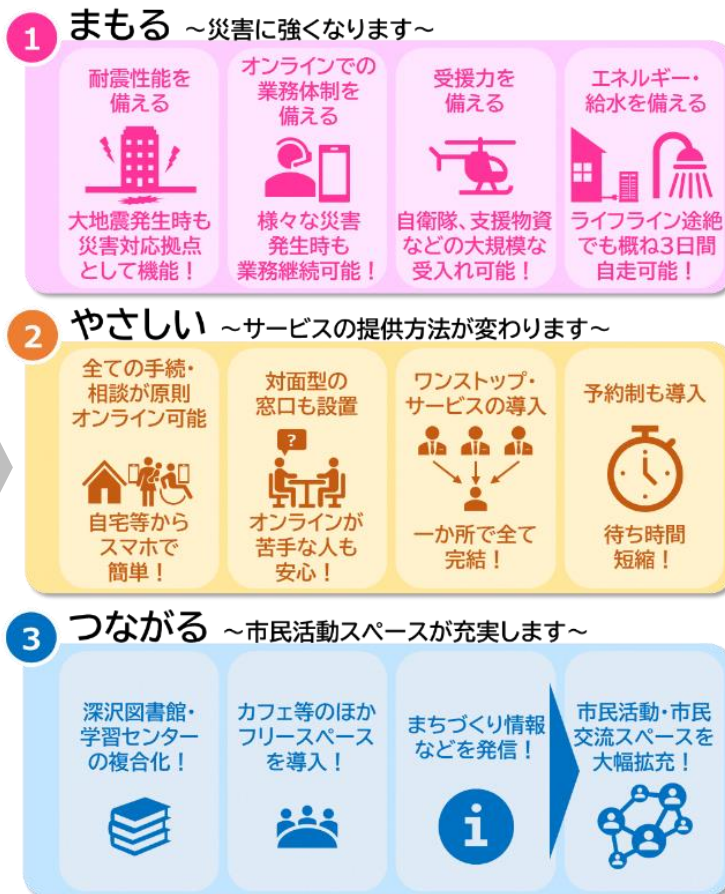 1 まもる ～災害に強くなります～
耐震性能を
備える
大地震発生時も
災害対応拠点
として機能！
オンラインでの
業務体制を
備える
様々な災害
発生時も
業務継続可能！
受援力を
備える
自衛隊、支援物資
などの大規模な
受入れ可能！
エネルギー・
給水を備える
ライフライン途絶
でも概ね3日間
自走可能！
2 やさしい ～サービスの提供方法が変わります～
全ての手続・
相談が原則
オンライン可能
自宅等から
スマホで
簡単！
対面型の
窓口も設置
?
オンラインが
苦手な人も
安心！
ワンストップ・
サービスの導入
一か所で全て
完結！
予約制も導入
待ち時間
短縮！
3 つながる ～市民活動スペースが充実します～
深沢図書館・
学習センター
の複合化！
カフェ等のほか
フリースペース
を導入！
まちづくり情報
などを発信！
i
市民活動・市民
交流スペースを
大幅拡充！